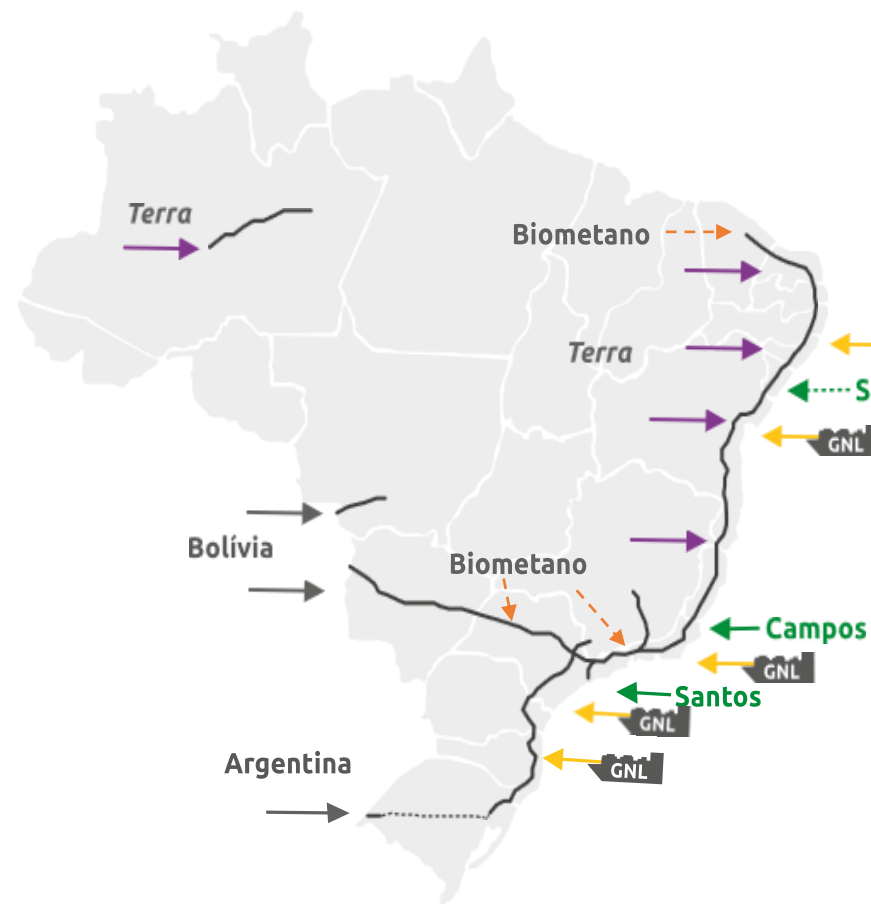 Terra
Biometano
Terra
S
GNL
Bolívia
Biometano
Campos
GNL
Santos
GNL
Argentina
GNL